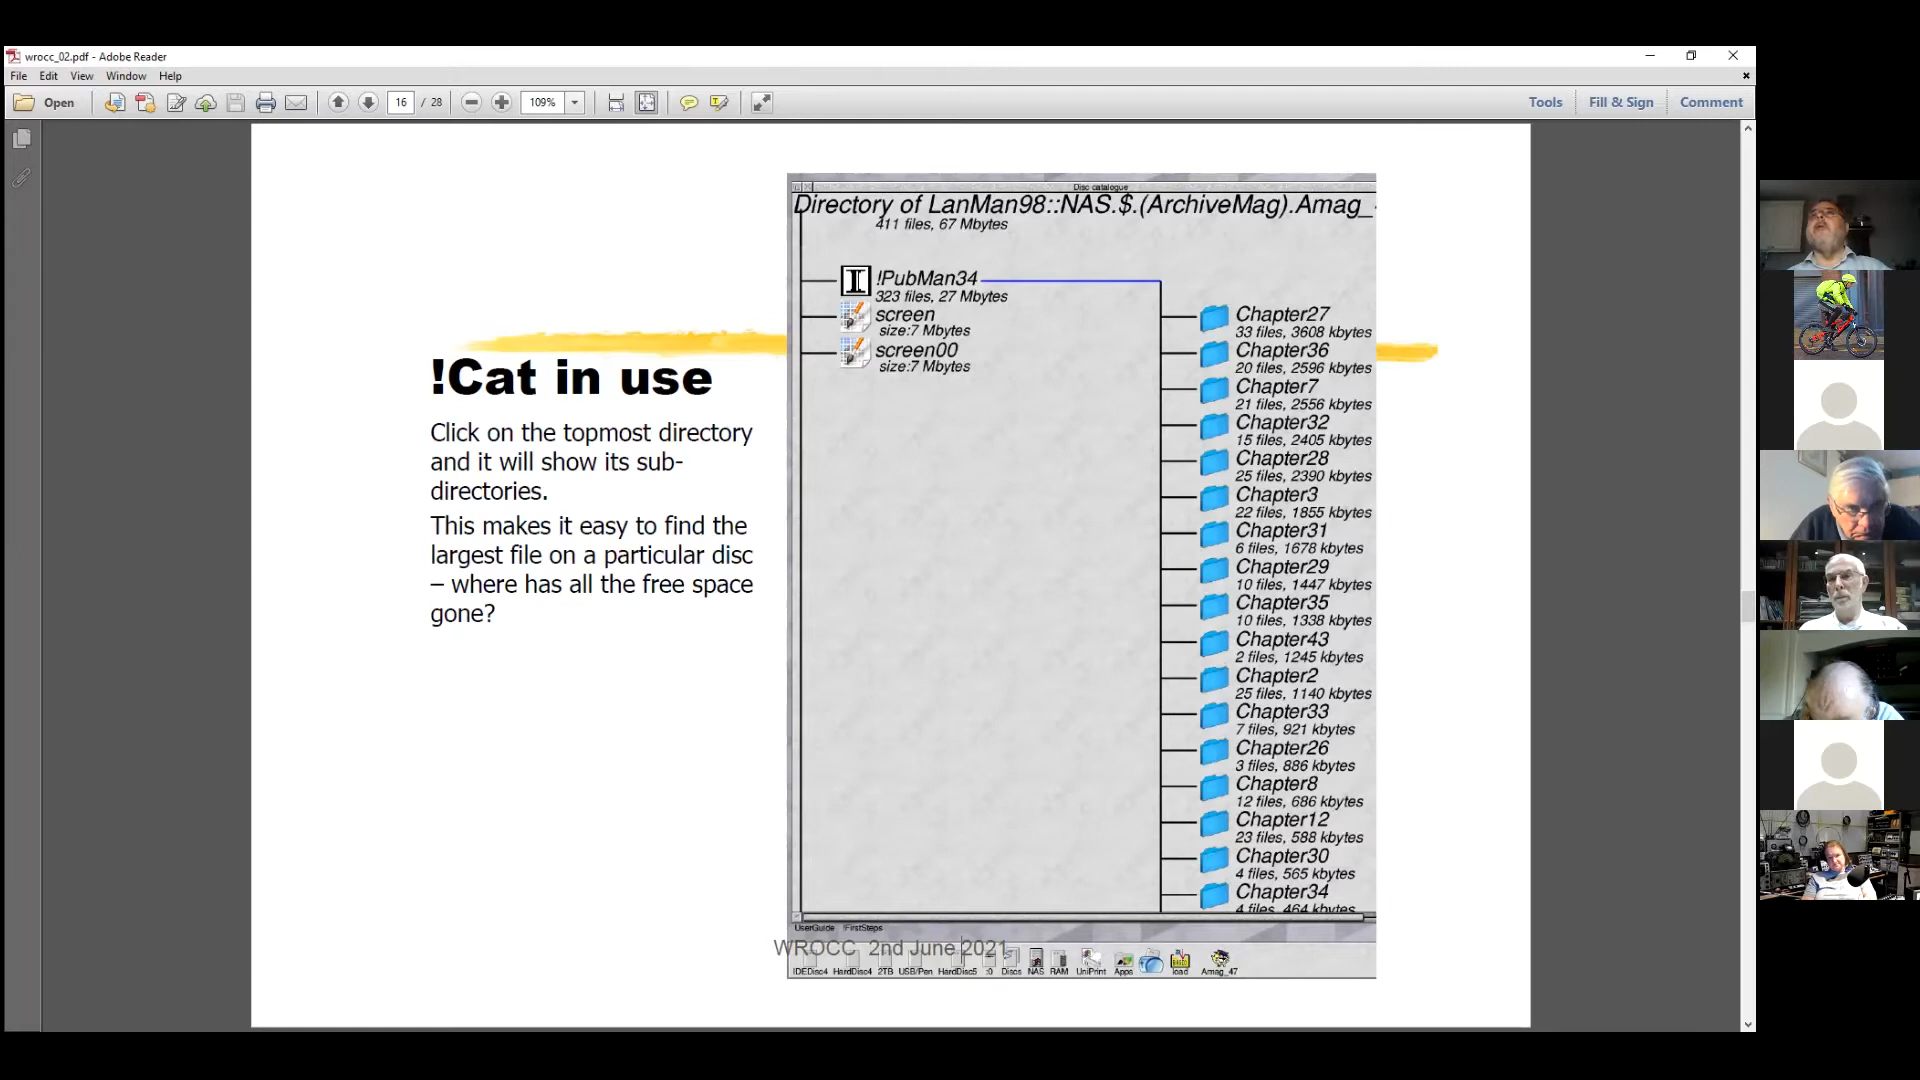 wrocc_02.pdf - Adobe Reader
File Edit View Window Help
Open 16 / 28 109% Tools Fill & Sign Comment
!Cat in use
Click on the topmost directory
and it will show its sub-
directories.
This makes it easy to find the
largest file on a particular disc
– where has all the free space
gone?
Disc catalogue
Directory of LanMan98::NAS.$.(ArchiveMag).Amag_
411 files, 67 Mbytes
!PubMan34
323 files, 27 Mbytes
screen
size:7 Mbytes
screen00
size:7 Mbytes
Chapter27
33 files, 3608 kbytes
Chapter36
20 files, 2596 kbytes
Chapter7
21 files, 2556 kbytes
Chapter32
15 files, 2405 kbytes
Chapter28
25 files, 2390 kbytes
Chapter3
22 files, 1855 kbytes
Chapter31
6 files, 1678 kbytes
Chapter29
10 files, 1447 kbytes
Chapter35
10 files, 1338 kbytes
Chapter43
2 files, 1245 kbytes
Chapter2
25 files, 1140 kbytes
Chapter33
7 files, 921 kbytes
Chapter26
3 files, 886 kbytes
Chapter8
12 files, 686 kbytes
Chapter12
23 files, 588 kbytes
Chapter30
4 files, 565 kbytes
Chapter34
4 files, 464 kbytes
UserGuide !FirstSteps
WROCC 2nd June 2021
IDEDisc4 HardDisc4 2TB USB/Pen HardDisc5 :0 Discs NAS RAM UniPrint Apps load Amag_47